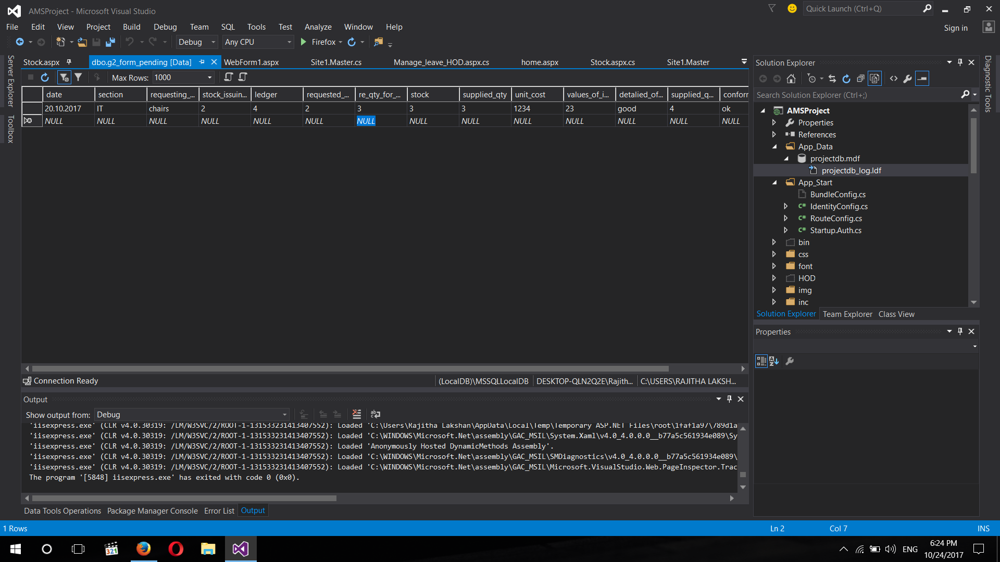 AMSProject - Microsoft Visual Studio
Quick Launch (Ctrl+Q)
File Edit View Project Build Debug Team SQL Tools Test Analyze Window Help
Sign in
Debug Any CPU Firefox
Server Explorer
Toolbox
Stock.aspx dbo.g2_form_pending [Data] WebForm1.aspx Site1.Master.cs Manage_leave_HOD.aspx.cs home.aspx Stock.aspx.cs Site1.Master
Max Rows: 1000
date section requesting_... stock_issuin... ledger requested_... re_qty_for_... stock supplied_qty unit_cost values_of_i... detalied_of... supplied_q... conform
20.10.2017 IT chairs 2 4 2 3 3 3 1234 23 good 4 ok
NULL NULL NULL NULL NULL NULL NULL NULL NULL NULL NULL NULL NULL NULL
Connection Ready
(LocalDB)\MSSQLLocalDB DESKTOP-QLN2Q2E\Rajith... C:\USERS\RAJITHA LAKSH...
Output
Show output from: Debug
'iisexpress.exe' (CLR v4.0.30319: /LM/W3SVC/2/ROOT-1-131533231413407552): Loaded 'C:\Users\Rajitha Lakshan\AppData\Local\Temp\Temporary ASP.NET Files\root\1faf1a97\789d1a
'iisexpress.exe' (CLR v4.0.30319: /LM/W3SVC/2/ROOT-1-131533231413407552): Loaded 'C:\WINDOWS\Microsoft.Net\assembly\GAC_MSIL\System.Xaml\v4.0_4.0.0.0__b77a5c561934e089\Sy
'iisexpress.exe' (CLR v4.0.30319: /LM/W3SVC/2/ROOT-1-131533231413407552): Loaded 'Anonymously Hosted DynamicMethods Assembly'.
'iisexpress.exe' (CLR v4.0.30319: /LM/W3SVC/2/ROOT-1-131533231413407552): Loaded 'C:\WINDOWS\Microsoft.Net\assembly\GAC_MSIL\SMDiagnostics\v4.0_4.0.0.0__b77a5c561934e089\
'iisexpress.exe' (CLR v4.0.30319: /LM/W3SVC/2/ROOT-1-131533231413407552): Loaded 'C:\WINDOWS\Microsoft.Net\assembly\GAC_MSIL\Microsoft.VisualStudio.Web.PageInspector.Trac
The program '[5848] iisexpress.exe' has exited with code 0 (0x0).
Data Tools Operations Package Manager Console Error List Output
Solution Explorer
Search Solution Explorer (Ctrl+;)
AMSProject
Properties
References
App_Data
projectdb.mdf
projectdb_log.ldf
App_Start
BundleConfig.cs
IdentityConfig.cs
RouteConfig.cs
Startup.Auth.cs
bin
css
font
HOD
img
inc
Solution Explorer Team Explorer Class View
Properties
Diagnostic Tools
1 Rows Ln 2 Col 7 INS
321
ENG
6:24 PM
10/24/2017